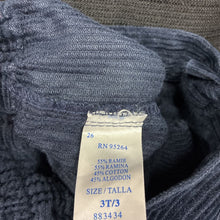 26
RN 95264
55% RAMIE
55% RAMINA
45% COTTON
45% ALGODON
SIZE / TALLA
3T/3
883434